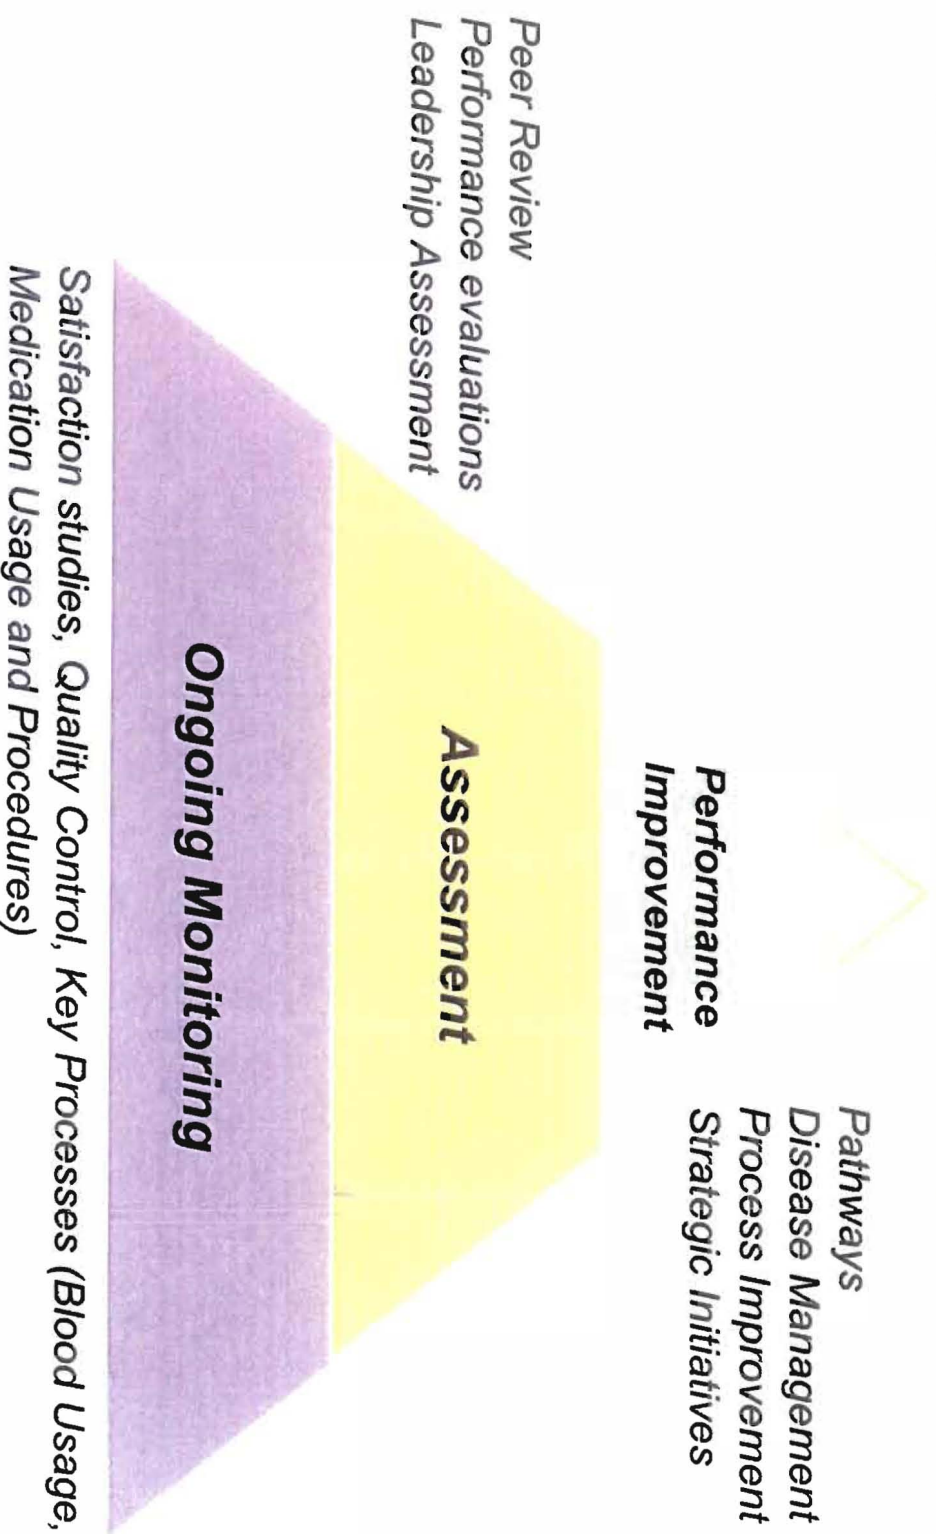 Pathways
Disease Management
Process Improvement
Strategic Initiatives
Performance
Improvement
Peer Review
Performance evaluations
Leadership Assessment
Assessment
Ongoing Monitoring
Satisfaction studies, Quality Control, Key Processes (Blood Usage,
Medication Usage and Procedures)